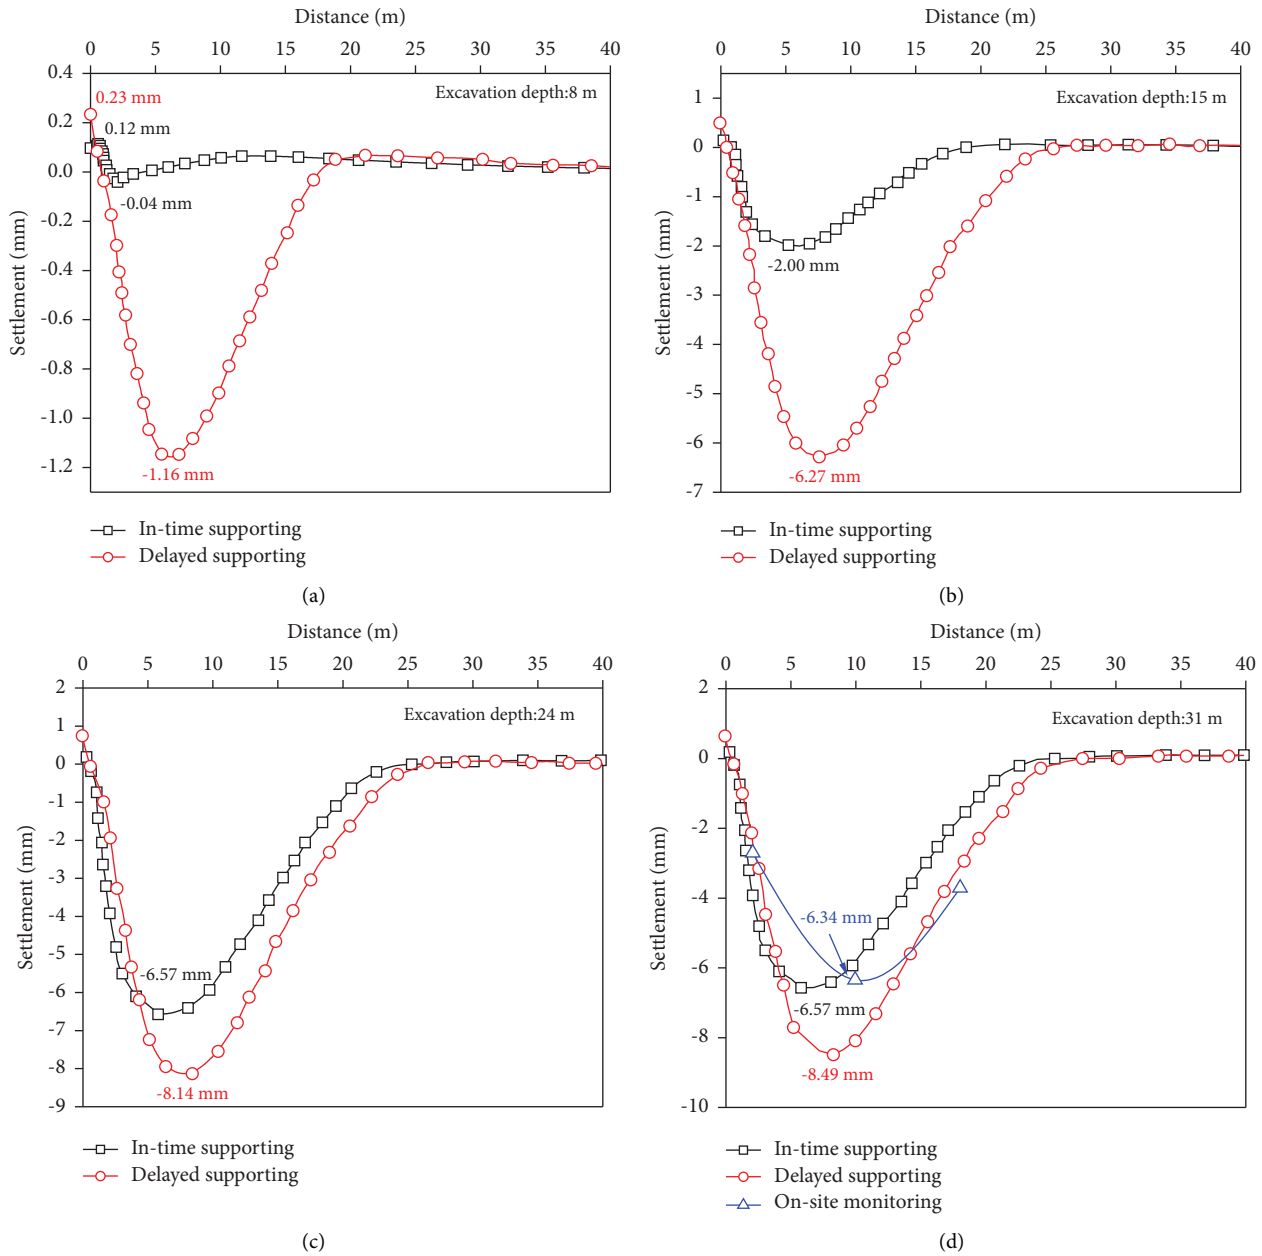 Distance (m)
0 5 10 15 20 25 30 35 40
0.4
0.2
0.0
-0.2
-0.4
-0.6
-0.8
-1.0
-1.2
Settlement (mm)
Excavation depth:8 m
0.23 mm
0.12 mm
-0.04 mm
-1.16 mm
In-time supporting
Delayed supporting
(a)
Distance (m)
0 5 10 15 20 25 30 35 40
1
0
-1
-2
-3
-4
-5
-6
-7
Settlement (mm)
Excavation depth:15 m
-2.00 mm
-6.27 mm
In-time supporting
Delayed supporting
(b)
Distance (m)
0 5 10 15 20 25 30 35 40
2
1
0
-1
-2
-3
-4
-5
-6
-7
-8
-9
Settlement (mm)
Excavation depth:24 m
-6.57 mm
-8.14 mm
In-time supporting
Delayed supporting
(c)
Distance (m)
0 5 10 15 20 25 30 35 40
2
0
-2
-4
-6
-8
-10
Settlement (mm)
Excavation depth:31 m
-6.34 mm
-6.57 mm
-8.49 mm
In-time supporting
Delayed supporting
On-site monitoring
(d)